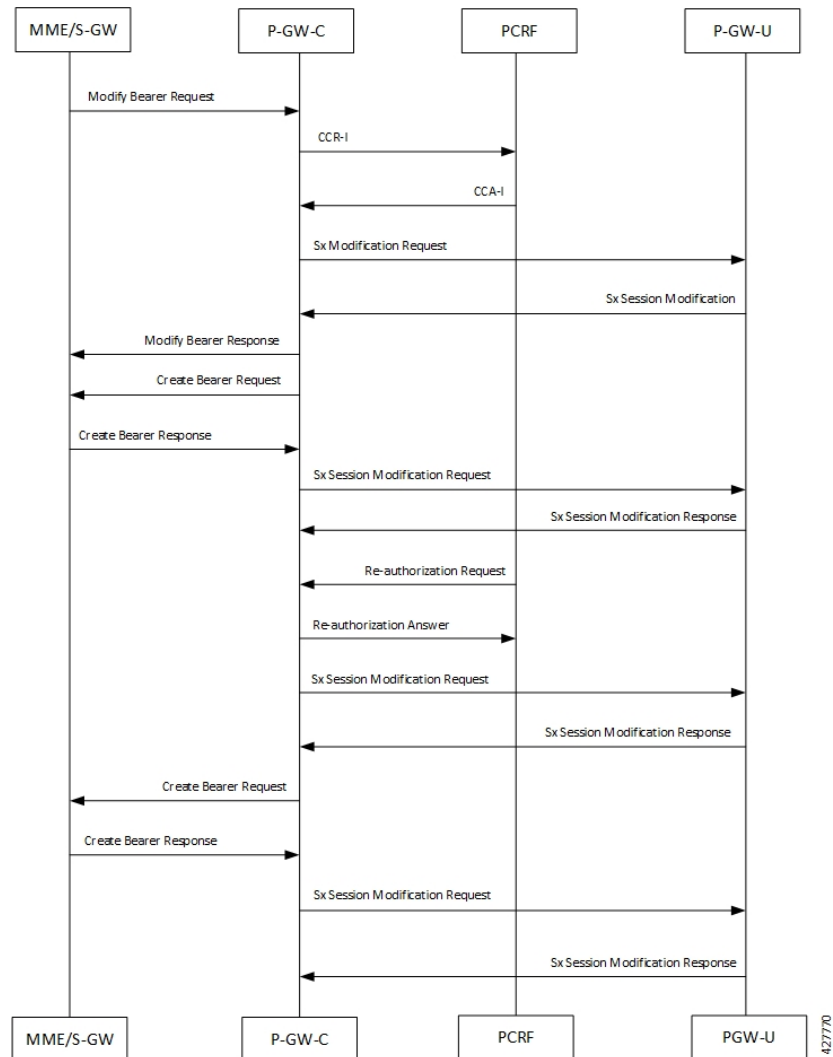 MME/S-GW
P-GW-C
PCRF
P-GW-U
Modify Bearer Request
CCR-I
CCA-I
Sx Modification Request
Sx Session Modification
Modify Bearer Response
Create Bearer Request
Create Bearer Response
Sx Session Modification Request
Sx Session Modification Response
Re-authorization Request
Re-authorization Answer
Sx Session Modification Request
Sx Session Modification Response
Create Bearer Request
Create Bearer Response
Sx Session Modification Request
Sx Session Modification Response
MME/S-GW
P-GW-C
PCRF
PGW-U
427770